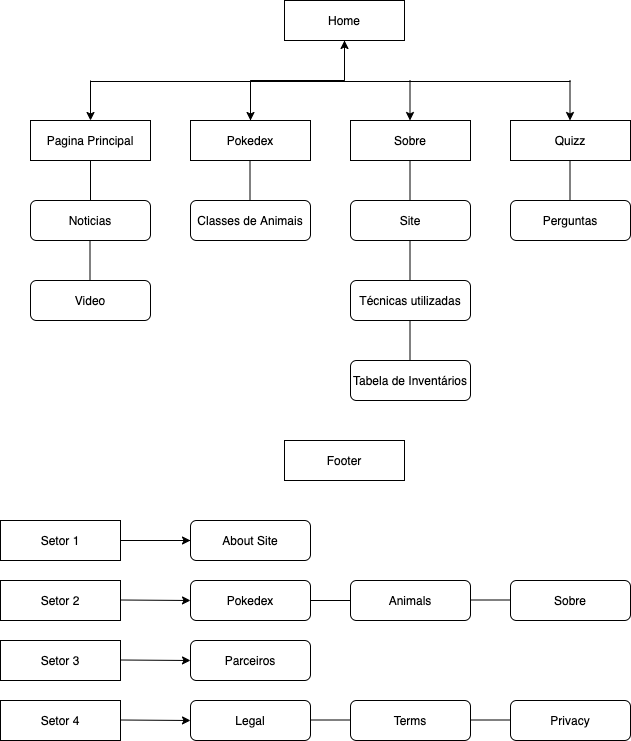 Home
Pagina Principal
Pokedex
Sobre
Quizz
Noticias
Classes de Animais
Site
Perguntas
Video
Técnicas utilizadas
Tabela de Inventários
Footer
Setor 1
About Site
Setor 2
Pokedex
Animals
Sobre
Setor 3
Parceiros
Setor 4
Legal
Terms
Privacy